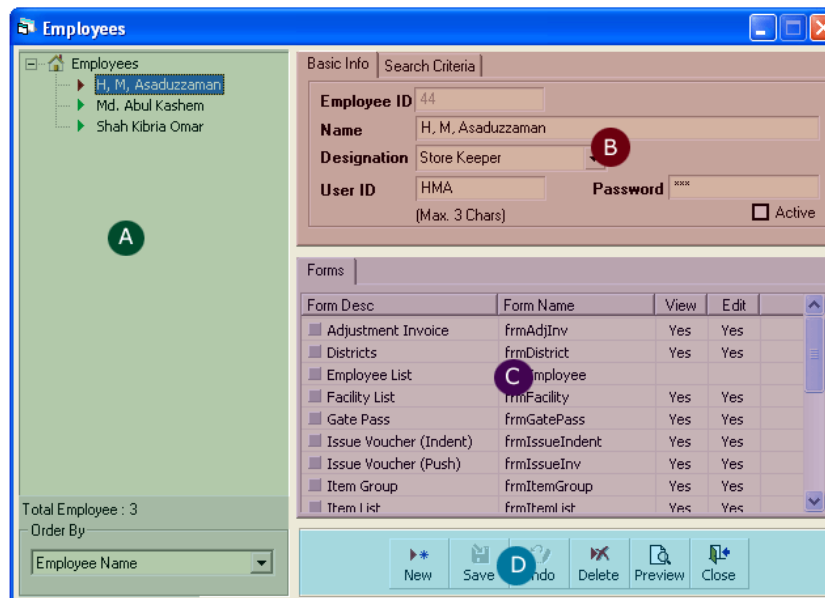 Employees
Employees
H, M, Asaduzzaman
Md. Abul Kashem
Shah Kibria Omar
A
Total Employee : 3
Order By
Employee Name
Basic Info Search Criteria
Employee ID 44
Name H, M, Asaduzzaman
Designation Store Keeper
B
User ID HMA Password ***
(Max. 3 Chars) Active
Forms
Form Desc Form Name View Edit
Adjustment Invoice frmAdjInv Yes Yes
Districts frmDistrict Yes Yes
Employee List C mployee
Facility List frmFacility Yes Yes
Gate Pass frmGatePass Yes Yes
Issue Voucher (Indent) frmIssueIndent Yes Yes
Issue Voucher (Push) frmIssueInv Yes Yes
Item Group frmItemGroup Yes Yes
Item List frmItemList Yes Yes
New Save D ndo Delete Preview Close